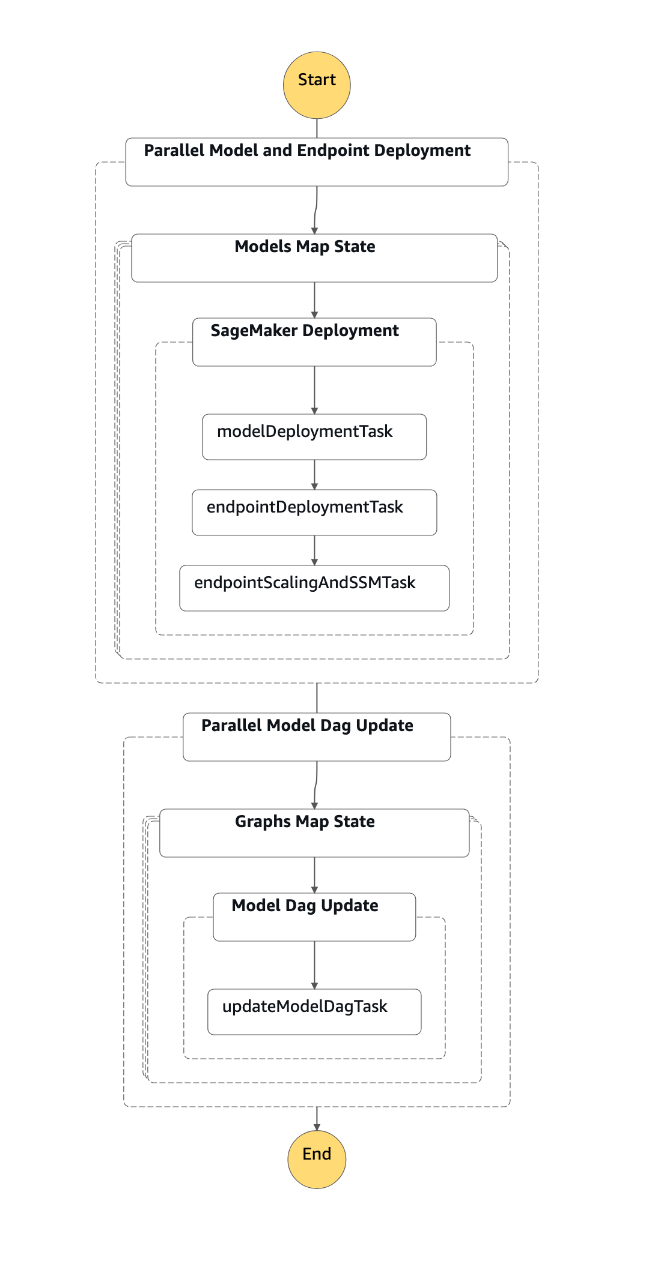 Start
Parallel Model and Endpoint Deployment
Models Map State
SageMaker Deployment
modelDeploymentTask
endpointDeploymentTask
endpointScalingAndSSMTask
Parallel Model Dag Update
Graphs Map State
Model Dag Update
updateModelDagTask
End